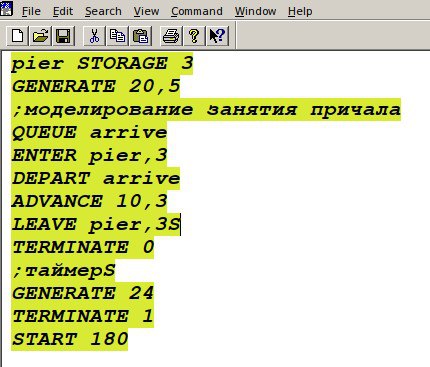 File Edit Search View Command Window Help
pier STORAGE 3
GENERATE 20,5
;моделирование занятия причала
QUEUE arrive
ENTER pier,3
DEPART arrive
ADVANCE 10,3
LEAVE pier,3S
TERMINATE 0
;таймерS
GENERATE 24
TERMINATE 1
START 180